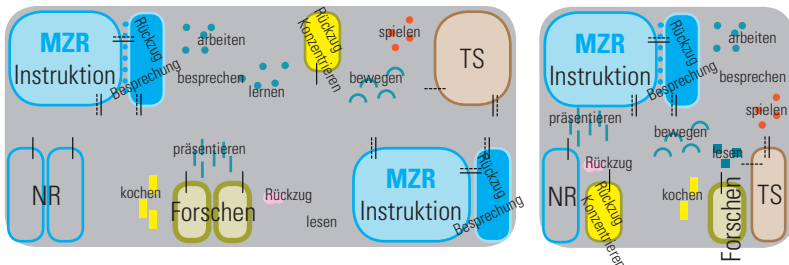 MZR
Instruktion
Rückzug
Besprechung
arbeiten
besprechen
lernen
Rückzug
Konzentrieren
spielen
bewegen
TS
NR
präsentieren
kochen
Forschen
Rückzug
lesen
MZR
Instruktion
Rückzug
Besprechung
MZR
Instruktion
Rückzug
Besprechung
arbeiten
besprechen
spielen
präsentieren
bewegen
lesen
NR
Rückzug
Rückzug
Konzentrieren
kochen
Forschen
TS